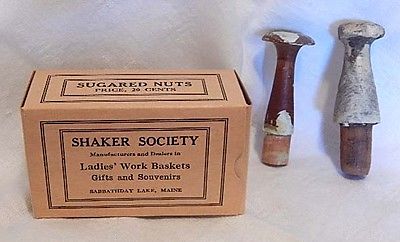 SUGARED NUTS
PRICE, 20 CENTS
SHAKER SOCIETY
Manufacturers and Dealers in
Ladies' Work Baskets
Gifts and Souvenirs
SABBATHDAY LAKE, MAINE